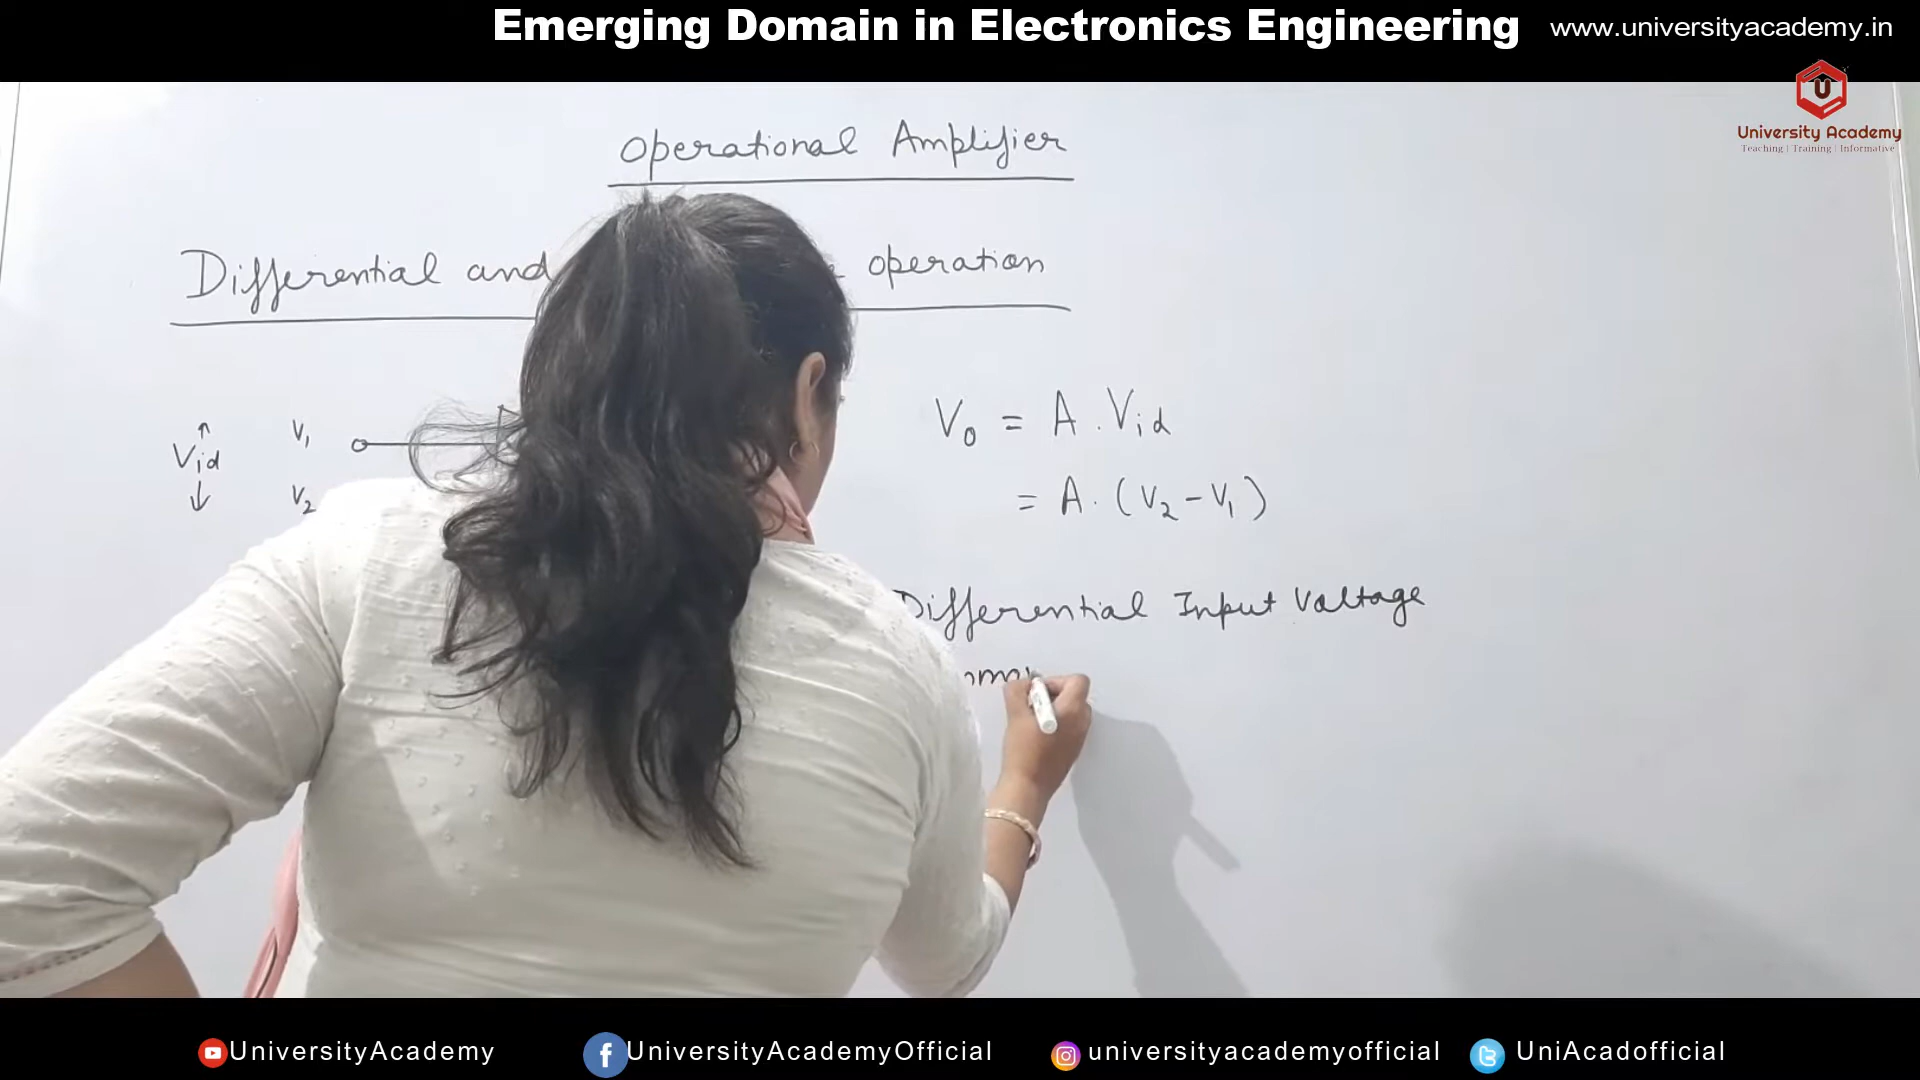 Emerging Domain in Electronics Engineering
www.universityacademy.in
U
University Academy
Teaching | Training | Informative
Operational Amplifier
Differential and operation
Vid
V1
V2
V0 = A . Vid
= A . (V2 - V1)
Differential Input Voltage
UniversityAcademy
UniversityAcademyOfficial
universityacademyofficial
UniAcadofficial